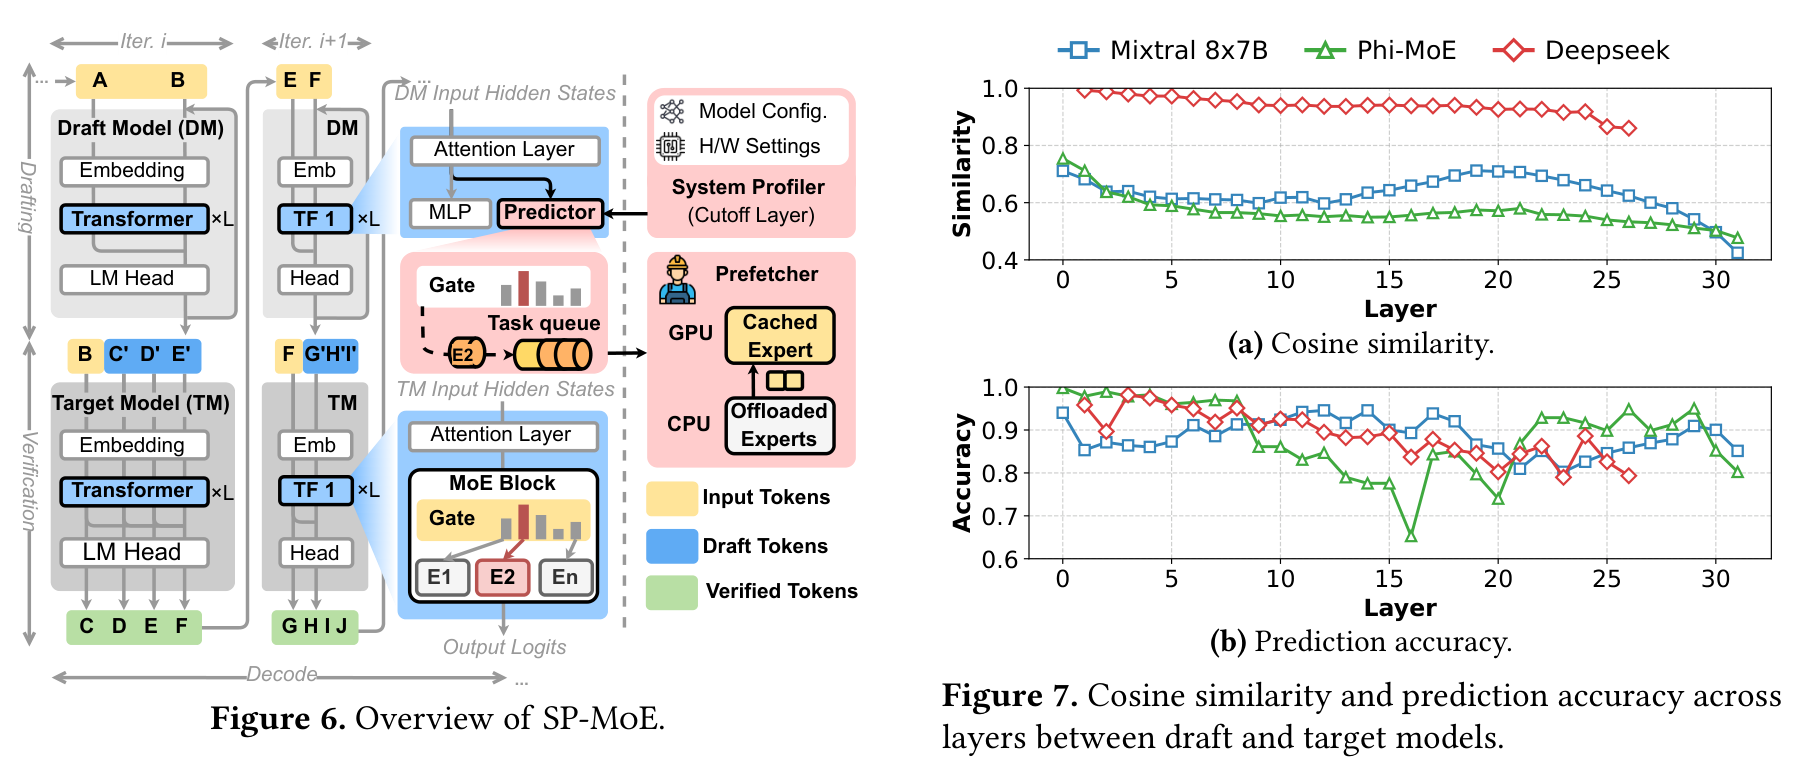 Iter. i
Iter. i+1
... A B
E F
...
DM Input Hidden States
Drafting
Draft Model (DM)
DM
Embedding
Emb
Transformer ×L
TF 1 ×L
LM Head
Head
Attention Layer
MLP
Predictor
Gate
Task queue
E2
Model Config.
H/W Settings
System Profiler
(Cutoff Layer)
Prefetcher
GPU
Cached
Expert
CPU
Offloaded
Experts
Verification
B C' D' E'
F G'H'I'
Target Model (TM)
TM
Embedding
Emb
Transformer ×L
TF 1 ×L
LM Head
Head
C D E F
G H I J
TM Input Hidden States
Attention Layer
MoE Block
Gate
E1 E2 En
Output Logits
Input Tokens
Draft Tokens
Verified Tokens
Decode ...
Figure 6. Overview of SP-MoE.
Mixtral 8x7B Phi-MoE Deepseek
Similarity
1.0
0.8
0.6
0.4
0 5 10 15 20 25 30
Layer
(a) Cosine similarity.
Accuracy
1.0
0.9
0.8
0.7
0.6
0 5 10 15 20 25 30
Layer
(b) Prediction accuracy.
Figure 7. Cosine similarity and prediction accuracy across
layers between draft and target models.